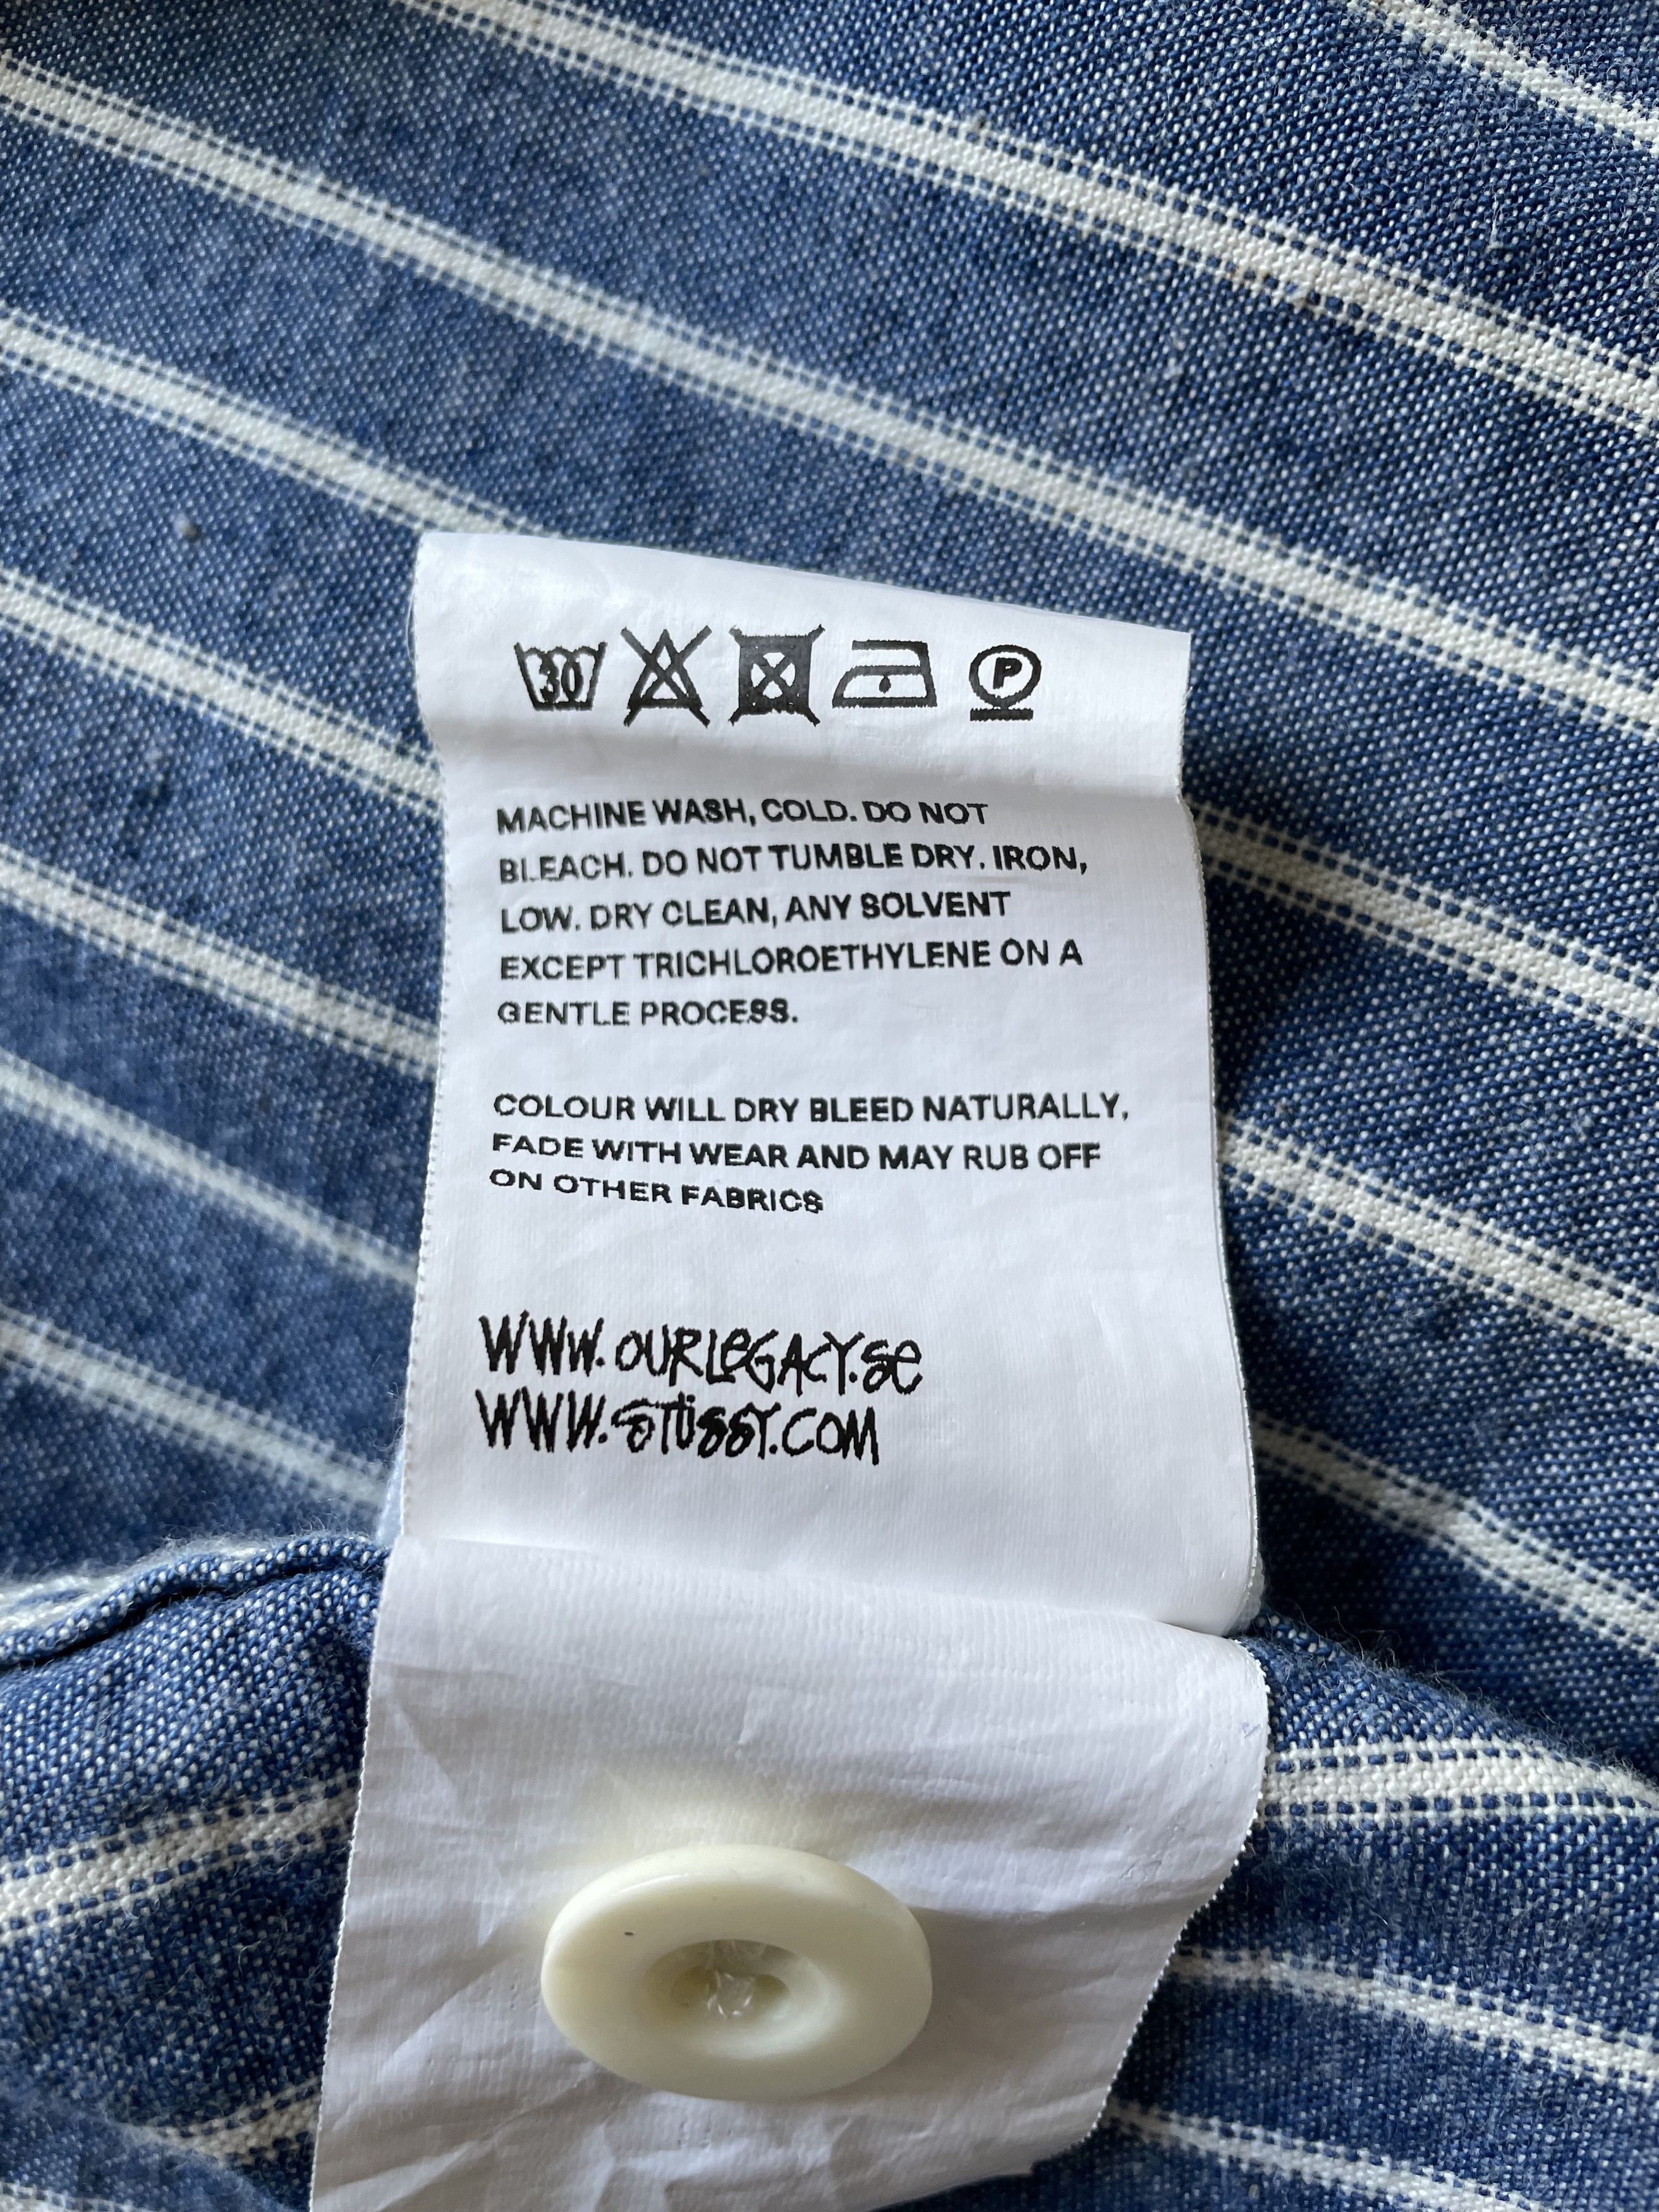 30 P
MACHINE WASH, COLD. DO NOT
BLEACH. DO NOT TUMBLE DRY. IRON,
LOW. DRY CLEAN, ANY SOLVENT
EXCEPT TRICHLOROETHYLENE ON A
GENTLE PROCESS.
COLOUR WILL DRY BLEED NATURALLY,
FADE WITH WEAR AND MAY RUB OFF
ON OTHER FABRICS
WWW.OURLEGACY.SE
WWW.STÜSSY.COM